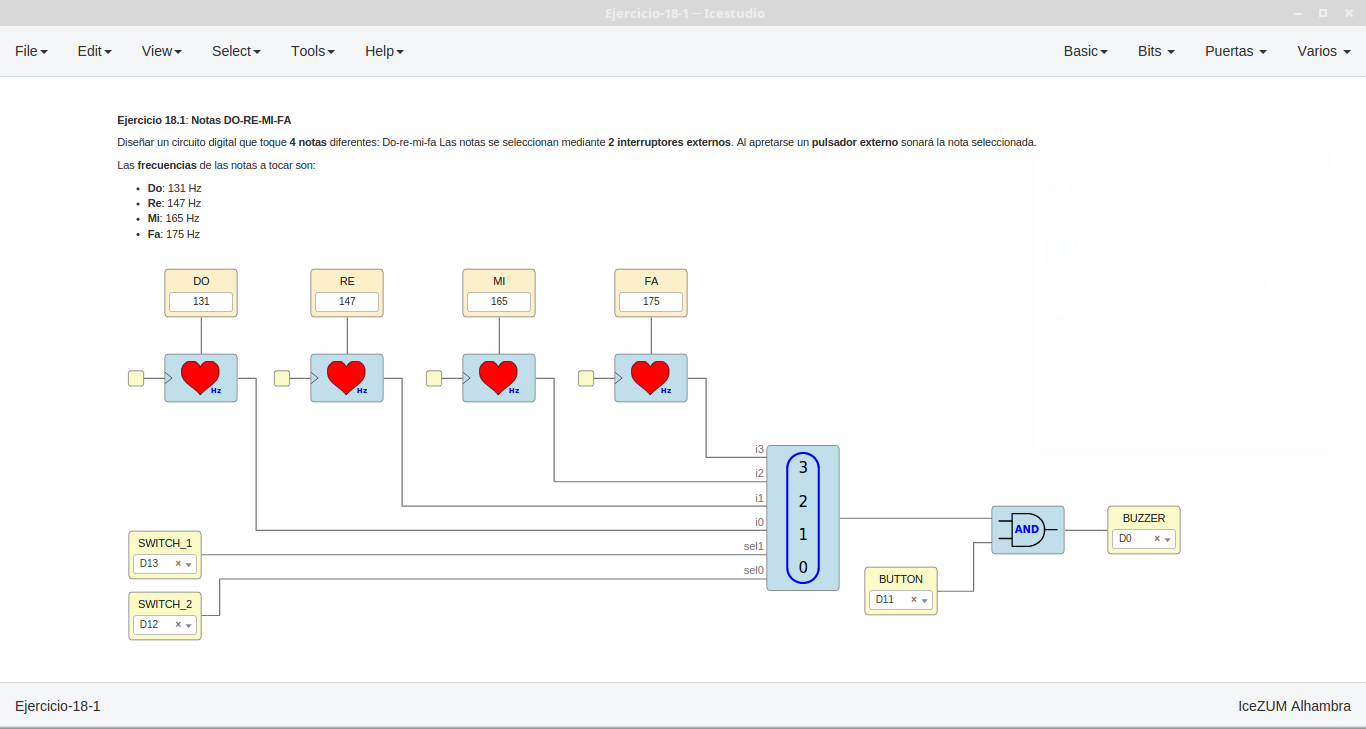 Ejercicio-18-1 – Icestudio
File Edit View Select Tools Help Basic Bits Puertas Varios
Ejercicio 18.1: Notas DO-RE-MI-FA
Diseñar un circuito digital que toque 4 notas diferentes: Do-re-mi-fa Las notas se seleccionan mediante 2 interruptores externos. Al apretarse un pulsador externo sonará la nota seleccionada.
Las frecuencias de las notas a tocar son:
• Do: 131 Hz
• Re: 147 Hz
• Mi: 165 Hz
• Fa: 175 Hz
DO RE MI FA
131 147 165 175
Hz Hz Hz Hz
i3
3
i2
2
i1
i0
1
sel1
sel0
0
SWITCH_1
D13 ×
SWITCH_2
D12 ×
AND
BUZZER
D0 ×
BUTTON
D11 ×
Ejercicio-18-1 IceZUM Alhambra